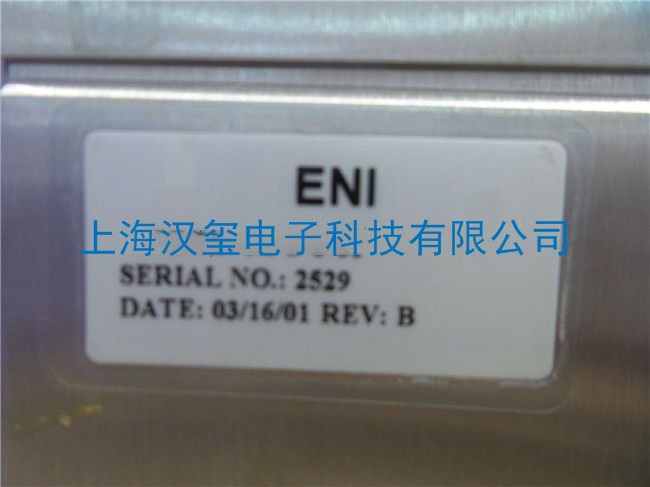 ENI
上海汉玺电子科技有限公司
SERIAL NO.: 2529
DATE: 03/16/01 REV: B